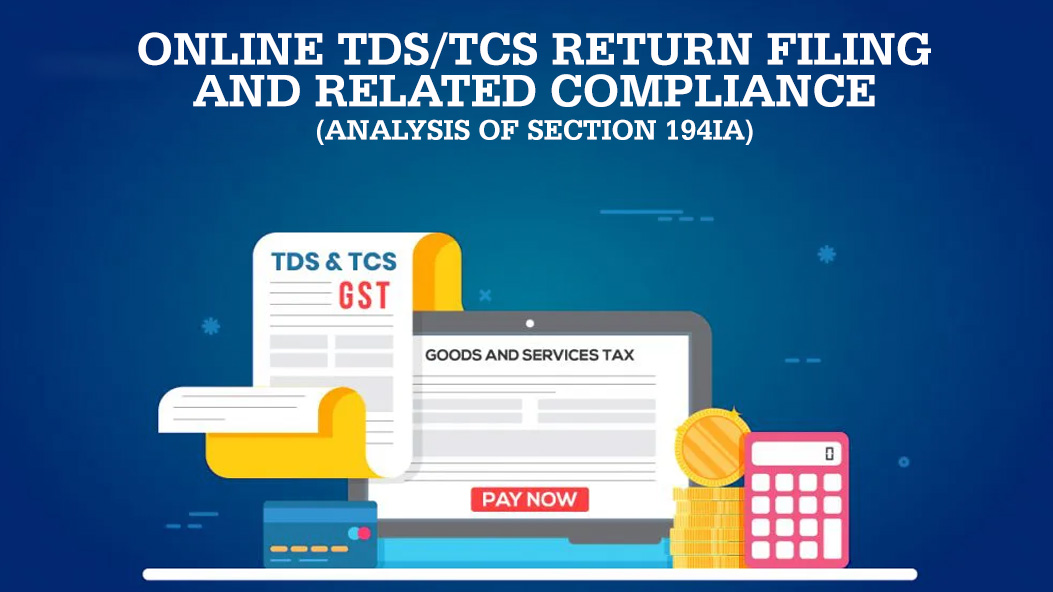 ONLINE TDS/TCS RETURN FILING
AND RELATED COMPLIANCE
(ANALYSIS OF SECTION 194IA)
TDS & TCS
GST
GOODS AND SERVICES TAX
PAY NOW
0